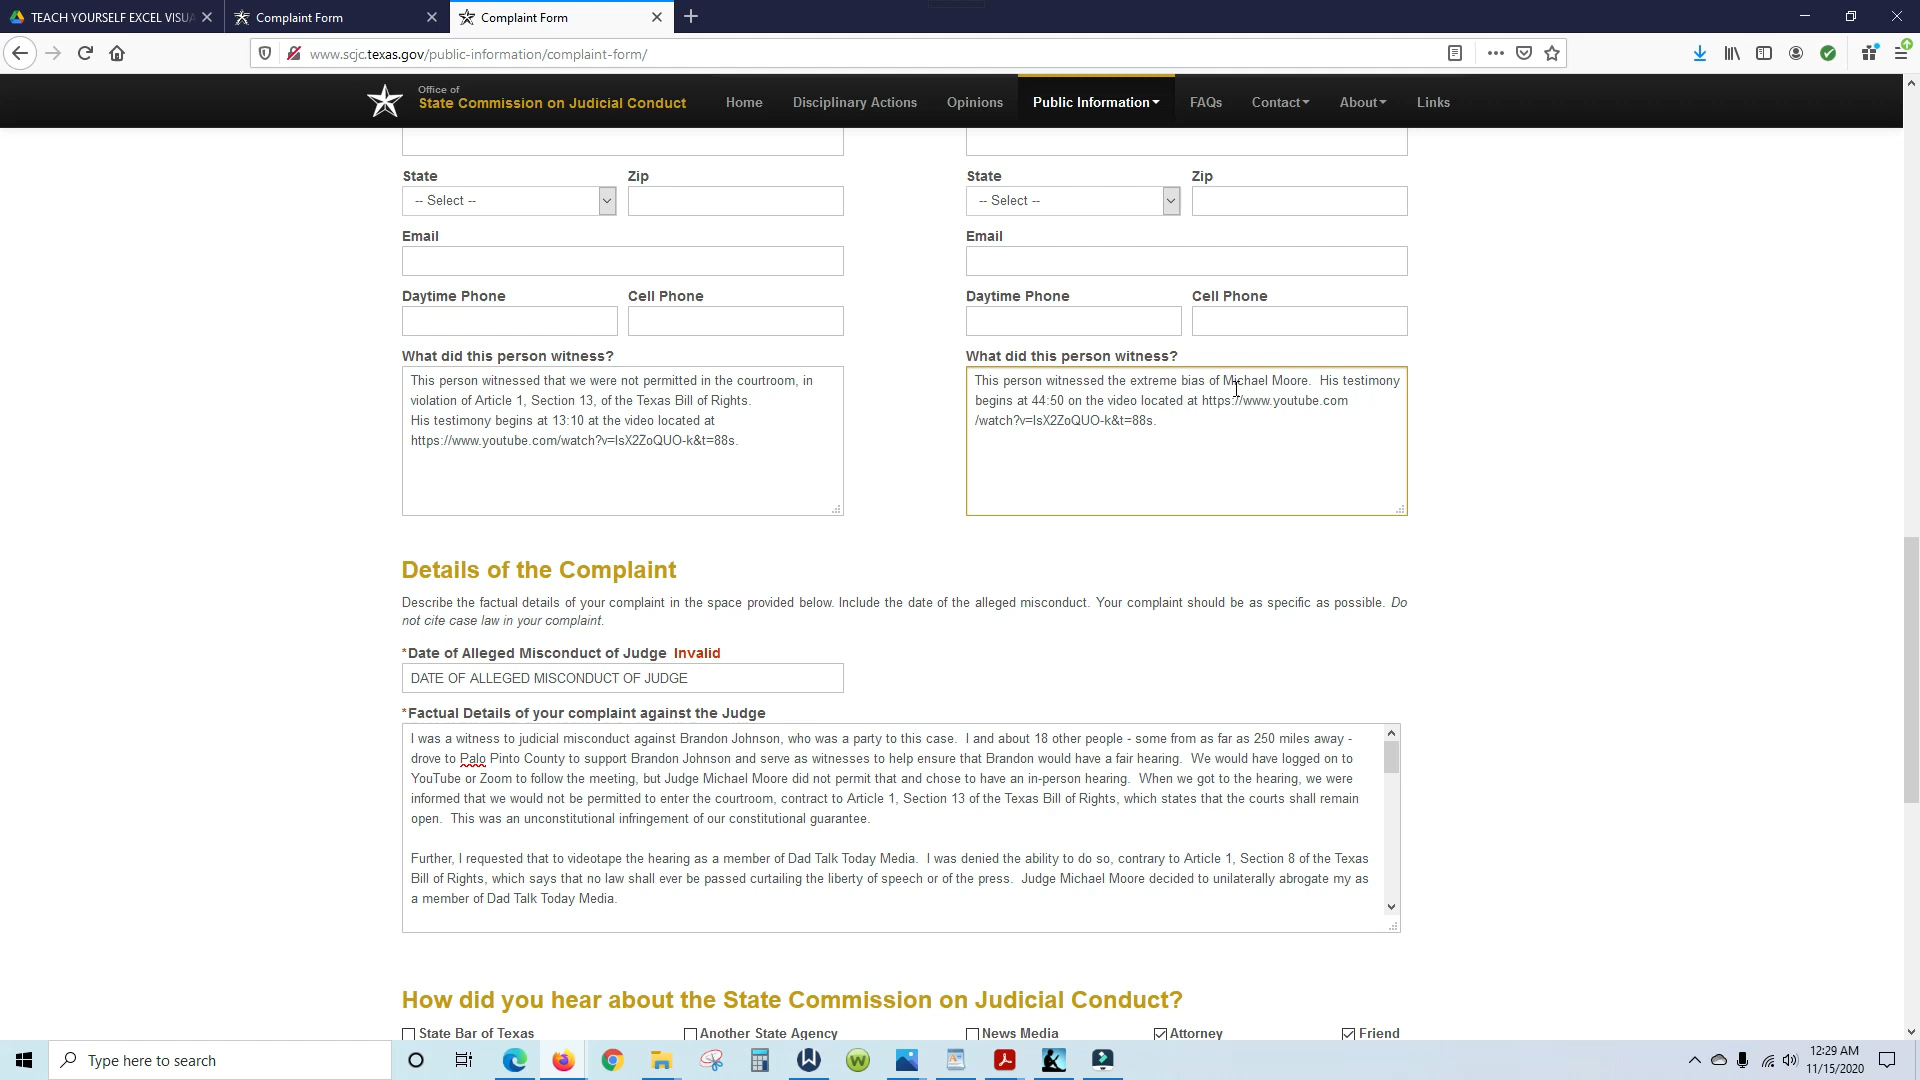 TEACH YOURSELF EXCEL VISUA
Complaint Form
Complaint Form
www.scjc.texas.gov/public-information/complaint-form/
Office of
State Commission on Judicial Conduct
Home
Disciplinary Actions
Opinions
Public Information
FAQs
Contact
About
Links
State
Zip
State
Zip
-- Select --
-- Select --
Email
Email
Daytime Phone
Cell Phone
Daytime Phone
Cell Phone
What did this person witness?
What did this person witness?
This person witnessed that we were not permitted in the courtroom, in
violation of Article 1, Section 13, of the Texas Bill of Rights.
His testimony begins at 13:10 at the video located at
https://www.youtube.com/watch?v=IsX2ZoQUO-k&t=88s.
This person witnessed the extreme bias of Michael Moore.  His testimony
begins at 44:50 on the video located at https://www.youtube.com
/watch?v=IsX2ZoQUO-k&t=88s.
Details of the Complaint
Describe the factual details of your complaint in the space provided below. Include the date of the alleged misconduct. Your complaint should be as specific as possible. Do
not cite case law in your complaint.
*Date of Alleged Misconduct of Judge Invalid
DATE OF ALLEGED MISCONDUCT OF JUDGE
*Factual Details of your complaint against the Judge
I was a witness to judicial misconduct against Brandon Johnson, who was a party to this case.  I and about 18 other people - some from as far as 250 miles away -
drove to Palo Pinto County to support Brandon Johnson and serve as witnesses to help ensure that Brandon would have a fair hearing.  We would have logged on to
YouTube or Zoom to follow the meeting, but Judge Michael Moore did not permit that and chose to have an in-person hearing.  When we got to the hearing, we were
informed that we would not be permitted to enter the courtroom, contract to Article 1, Section 13 of the Texas Bill of Rights, which states that the courts shall remain
open.  This was an unconstitutional infringement of our constitutional guarantee.
Further, I requested that to videotape the hearing as a member of Dad Talk Today Media.  I was denied the ability to do so, contrary to Article 1, Section 8 of the Texas
Bill of Rights, which says that no law shall ever be passed curtailing the liberty of speech or of the press.  Judge Michael Moore decided to unilaterally abrogate my as
a member of Dad Talk Today Media.
How did you hear about the State Commission on Judicial Conduct?
State Bar of Texas
Another State Agency
News Media
Attorney
Friend
Type here to search
12:29 AM
11/15/2020